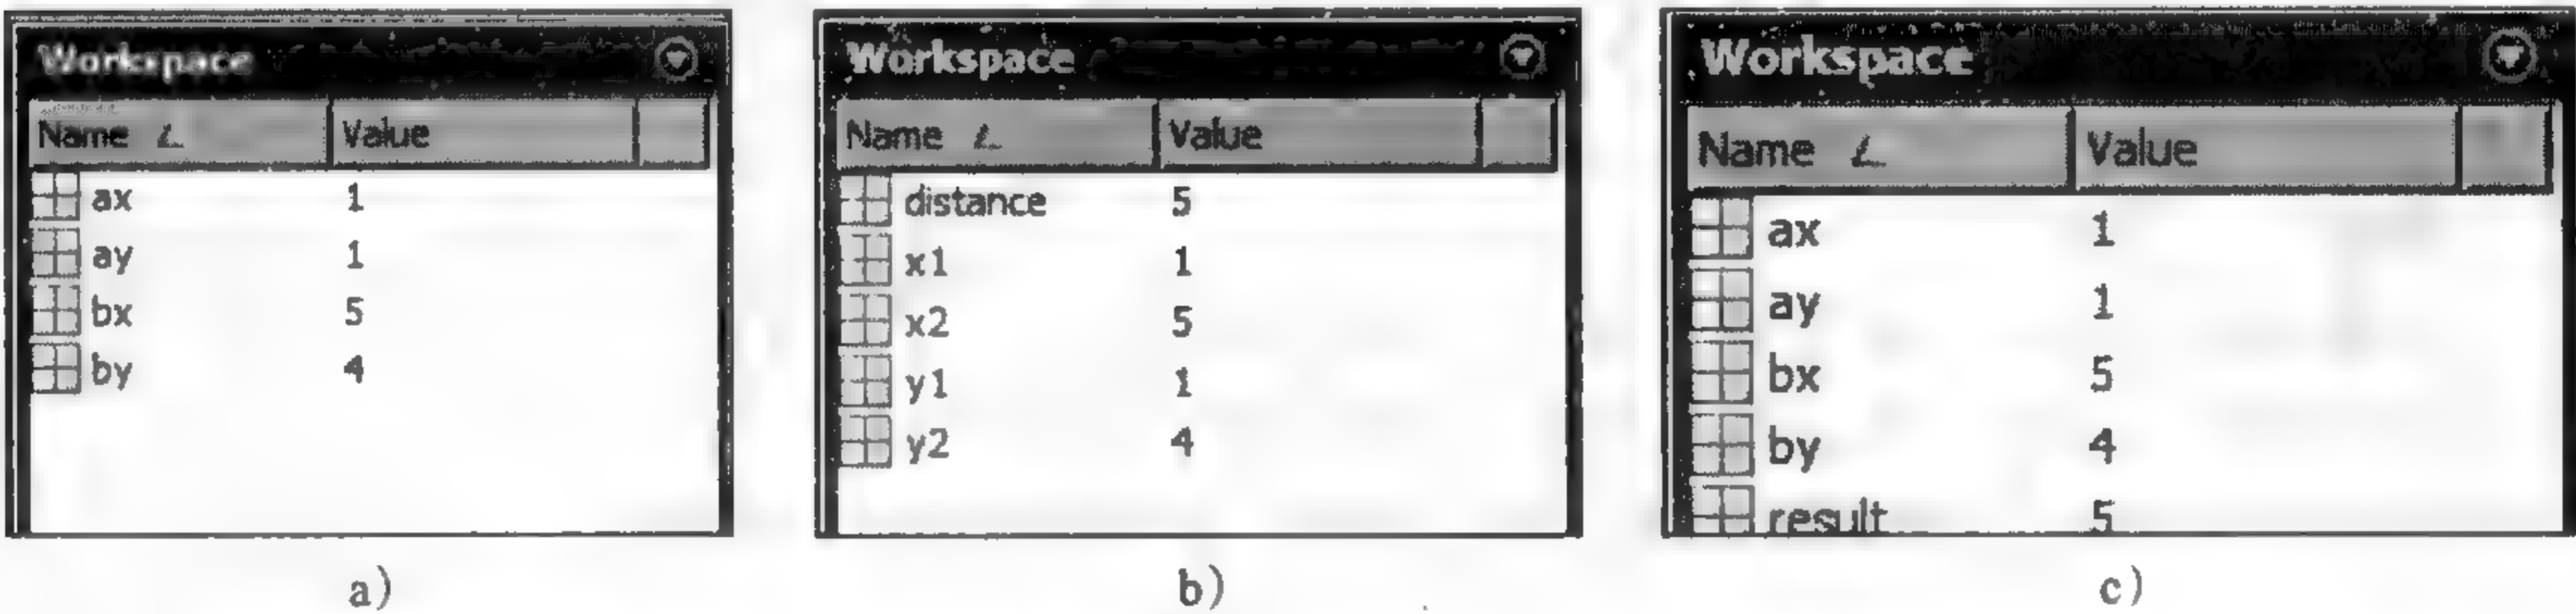 Workspace
Name Value
ax 1
ay 1
bx 5
by 4
a)
Workspace
Name Value
distance 5
x1 1
x2 5
y1 1
y2 4
b)
Workspace
Name Value
ax 1
ay 1
bx 5
by 4
result 5
c)